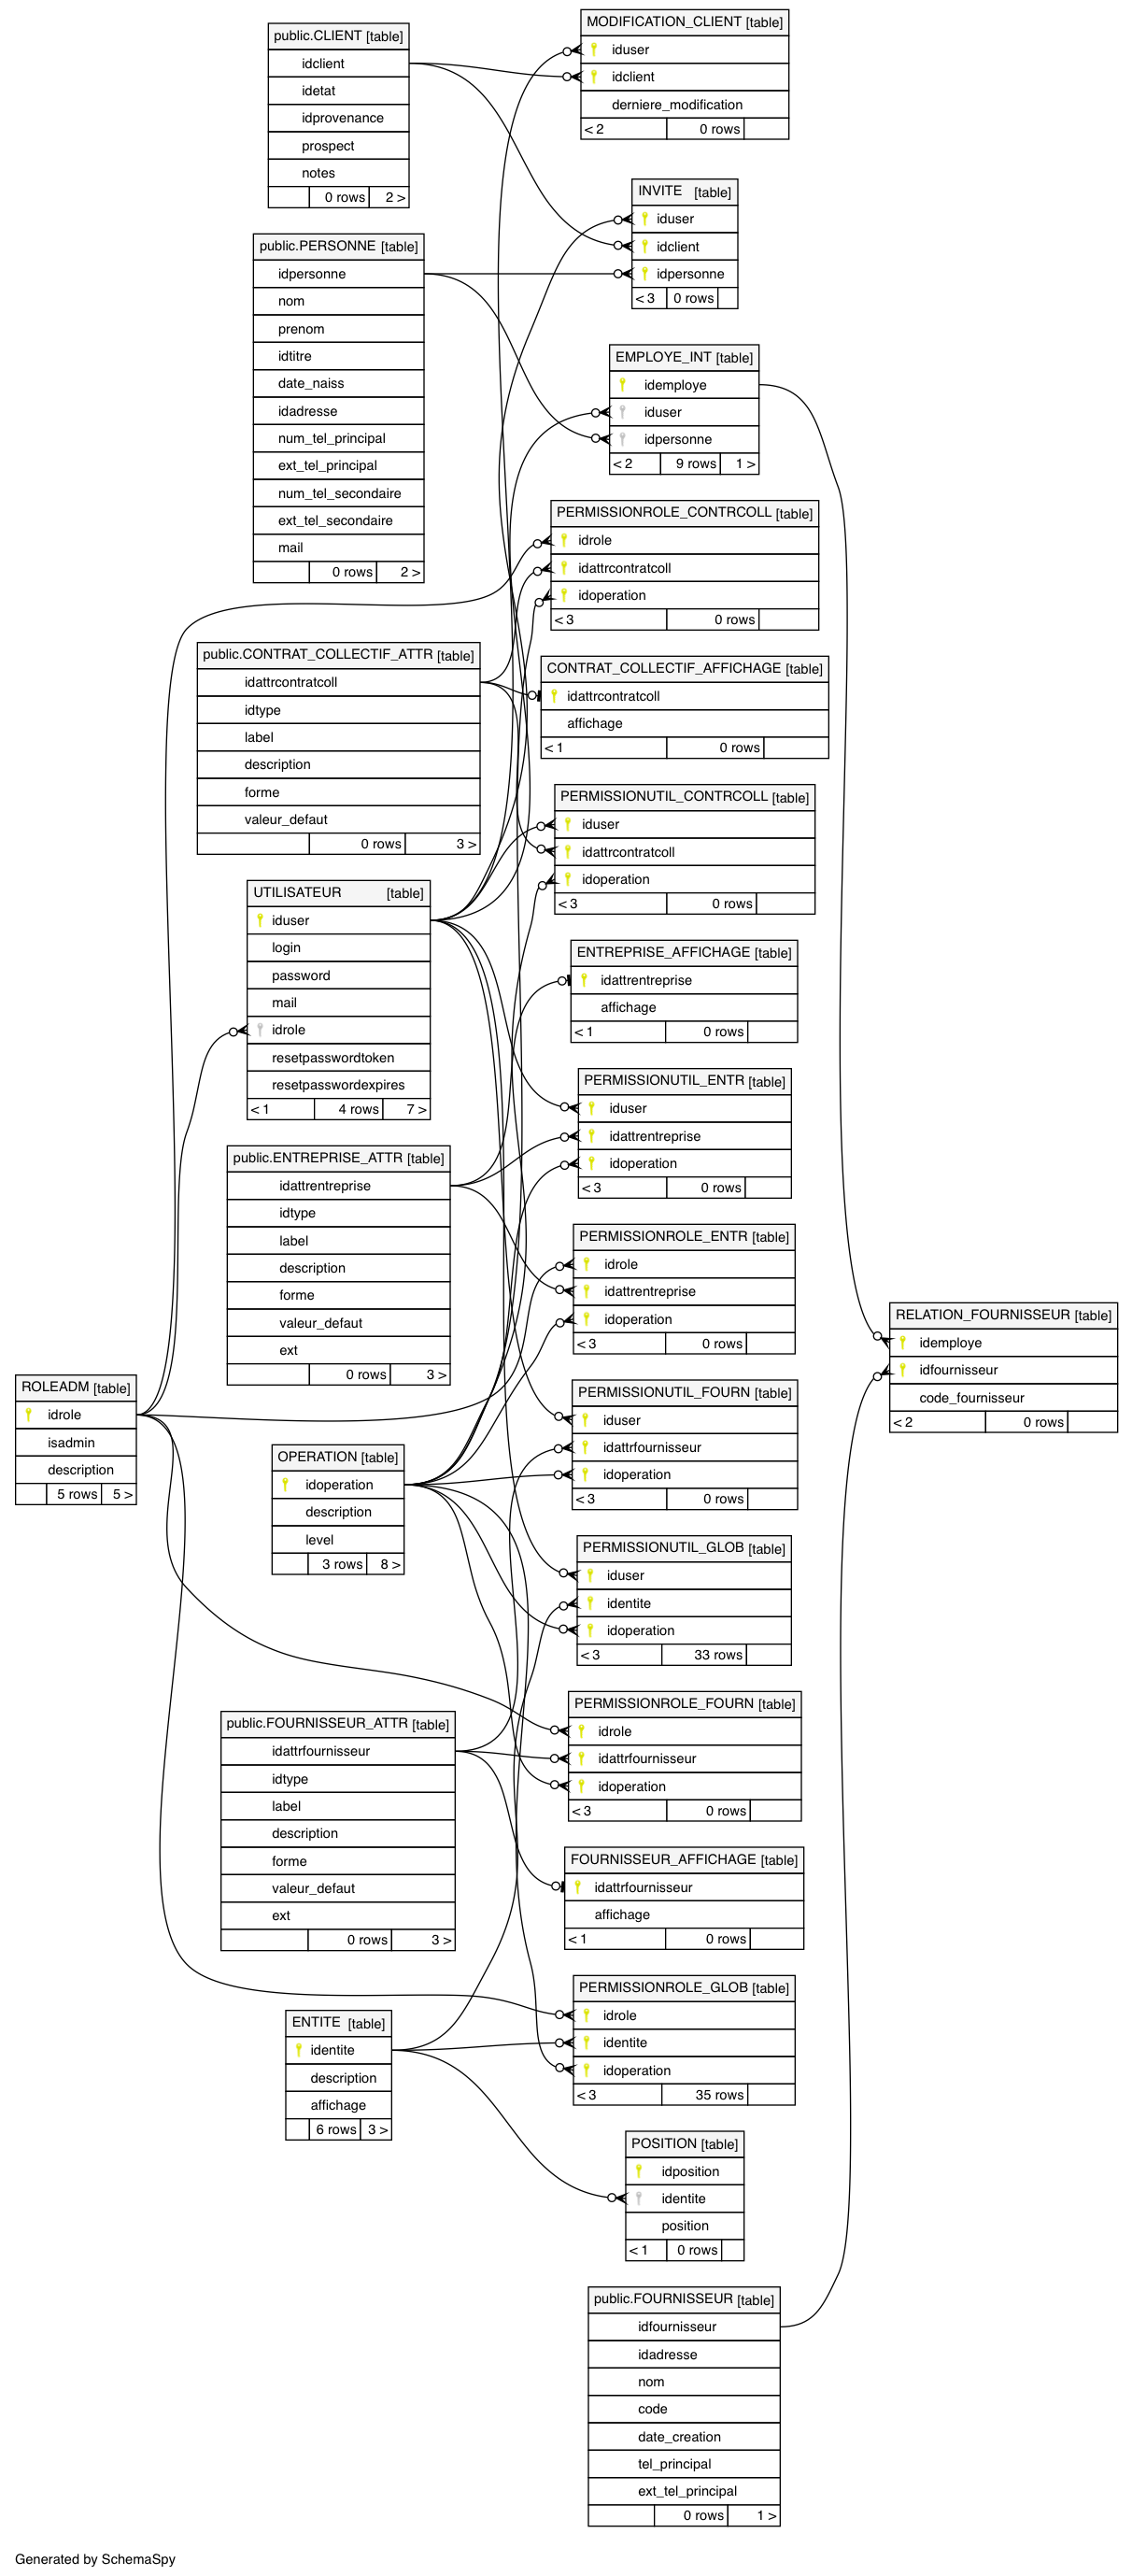 MODIFICATION_CLIENT [table]
iduser
idclient
derniere_modification
< 2 0 rows
public.CLIENT [table]
idclient
idetat
idprovenance
prospect
notes
0 rows 2 >
INVITE [table]
iduser
idclient
idpersonne
< 3 0 rows
public.PERSONNE [table]
idpersonne
nom
prenom
idtitre
date_naiss
idadresse
num_tel_principal
ext_tel_principal
num_tel_secondaire
ext_tel_secondaire
mail
0 rows 2 >
EMPLOYE_INT [table]
idemploye
iduser
idpersonne
< 2 9 rows 1 >
PERMISSIONROLE_CONTRCOLL [table]
idrole
idattrcontratcoll
idoperation
< 3 0 rows
public.CONTRAT_COLLECTIF_ATTR [table]
idattrcontratcoll
idtype
label
description
forme
valeur_defaut
0 rows 3 >
CONTRAT_COLLECTIF_AFFICHAGE [table]
idattrcontratcoll
affichage
< 1 0 rows
PERMISSIONUTIL_CONTRCOLL [table]
iduser
idattrcontratcoll
idoperation
< 3 0 rows
UTILISATEUR [table]
iduser
login
password
mail
idrole
resetpasswordtoken
resetpasswordexpires
< 1 4 rows 7 >
ENTREPRISE_AFFICHAGE [table]
idattrentreprise
affichage
< 1 0 rows
PERMISSIONUTIL_ENTR [table]
iduser
idattrentreprise
idoperation
< 3 0 rows
public.ENTREPRISE_ATTR [table]
idattrentreprise
idtype
label
description
forme
valeur_defaut
ext
0 rows 3 >
PERMISSIONROLE_ENTR [table]
idrole
idattrentreprise
idoperation
< 3 0 rows
RELATION_FOURNISSEUR [table]
idemploye
idfournisseur
code_fournisseur
< 2 0 rows
ROLEADM [table]
idrole
isadmin
description
5 rows 5 >
PERMISSIONUTIL_FOURN [table]
iduser
idattrfournisseur
idoperation
< 3 0 rows
OPERATION [table]
idoperation
description
level
3 rows 8 >
PERMISSIONUTIL_GLOB [table]
iduser
identite
idoperation
< 3 33 rows
PERMISSIONROLE_FOURN [table]
idrole
idattrfournisseur
idoperation
< 3 0 rows
public.FOURNISSEUR_ATTR [table]
idattrfournisseur
idtype
label
description
forme
valeur_defaut
ext
0 rows 3 >
FOURNISSEUR_AFFICHAGE [table]
idattrfournisseur
affichage
< 1 0 rows
PERMISSIONROLE_GLOB [table]
idrole
identite
idoperation
< 3 35 rows
ENTITE [table]
identite
description
affichage
6 rows 3 >
POSITION [table]
idposition
identite
position
< 1 0 rows
public.FOURNISSEUR [table]
idfournisseur
idadresse
nom
code
date_creation
tel_principal
ext_tel_principal
0 rows 1 >
Generated by SchemaSpy